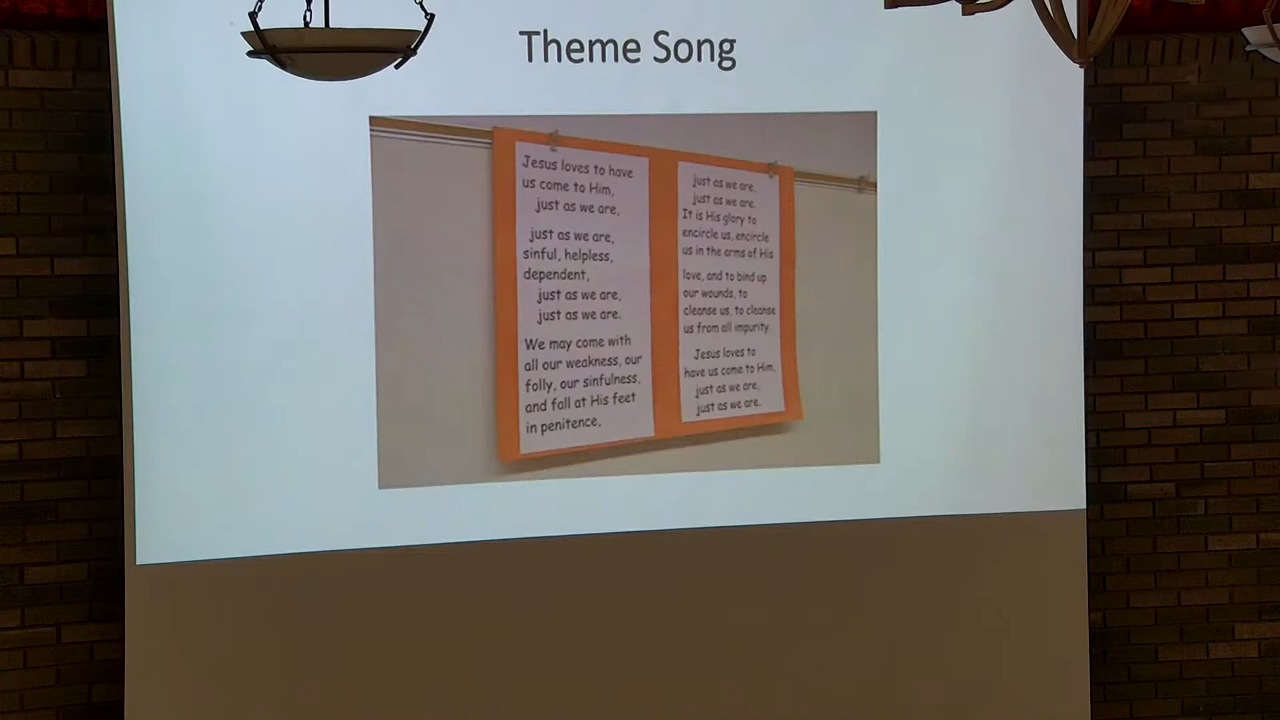 Theme Song
Jesus loves to have
us come to Him,
just as we are,
just as we are,
sinful, helpless,
dependent,
just as we are,
just as we are.
We may come with
all our weakness, our
folly, our sinfulness,
and fall at His feet
in penitence,
just as we are,
just as we are.
It is His glory to
encircle us, encircle
us in the arms of His
love, and to bind up
our wounds, to
cleanse us, to cleanse
us from all impurity.
Jesus loves to
have us come to Him,
just as we are,
just as we are.